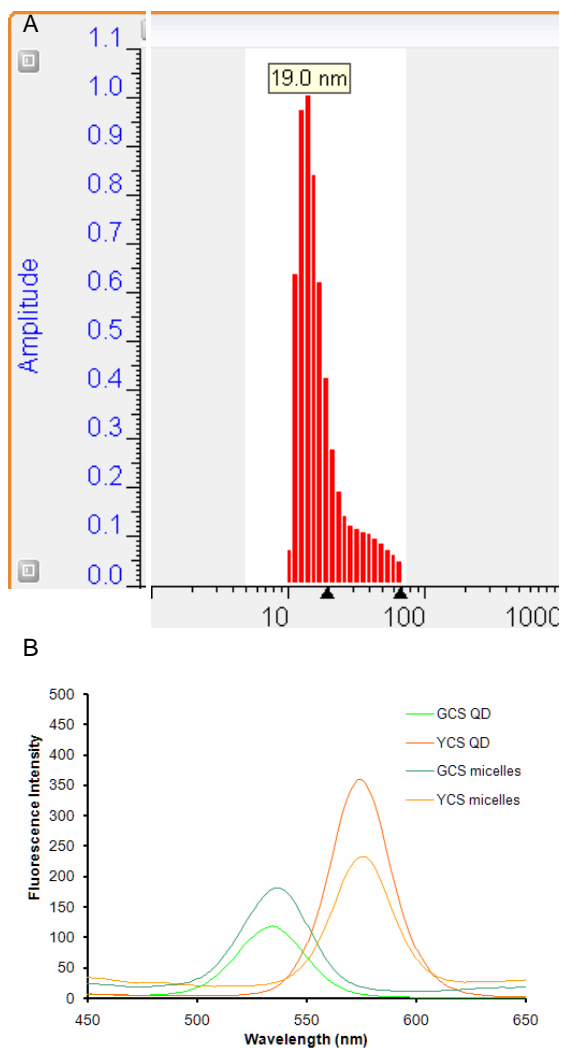 A
1.1
1.0
0.9
0.8
0.7
0.6
0.5
0.4
0.3
0.2
0.1
0.0
Amplitude
19.0 nm
10 100 1000
B
500
450
400
350
300
250
200
150
100
50
0
Fluorescence Intensity
GCS QD
YCS QD
GCS micelles
YCS micelles
450 500 550 600 650
Wavelength (nm)